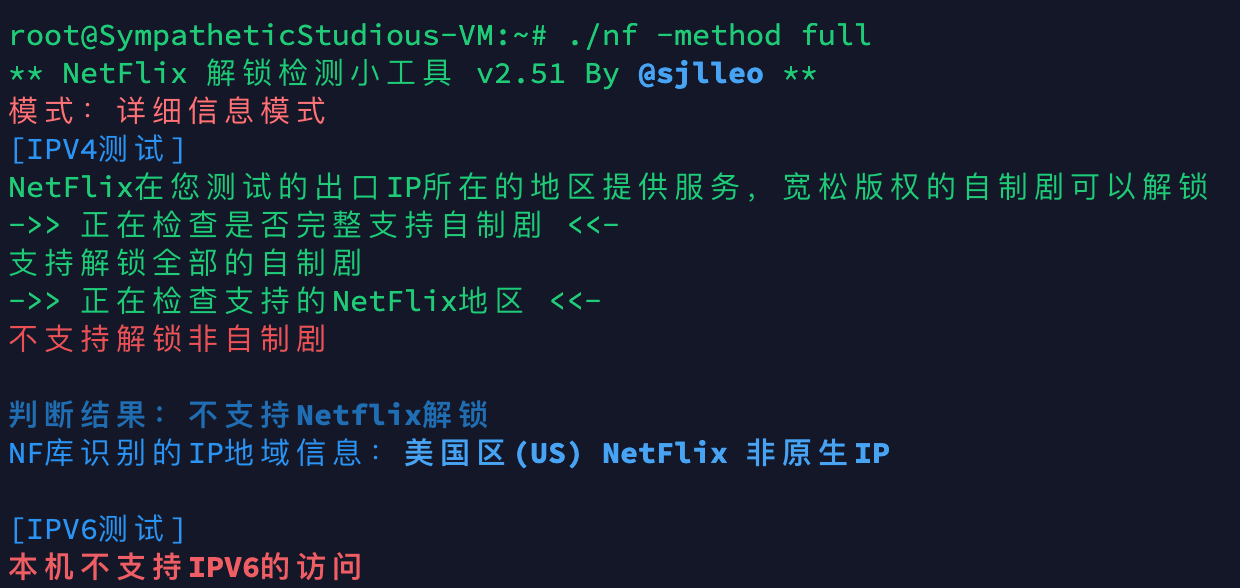 root@SympatheticStudious-VM:~# ./nf -method full
** NetFlix 解锁检测小工具 v2.51 By @sjlleo **
模式：详细信息模式
[IPV4测试]
NetFlix在您测试的出口IP所在的地区提供服务，宽松版权的自制剧可以解锁
->> 正在检查是否完整支持自制剧 <<-
支持解锁全部的自制剧
->> 正在检查支持的NetFlix地区 <<-
不支持解锁非自制剧
判断结果：不支持Netflix解锁
NF库识别的IP地域信息：美国区(US) NetFlix 非原生IP
[IPV6测试]
本机不支持IPV6的访问